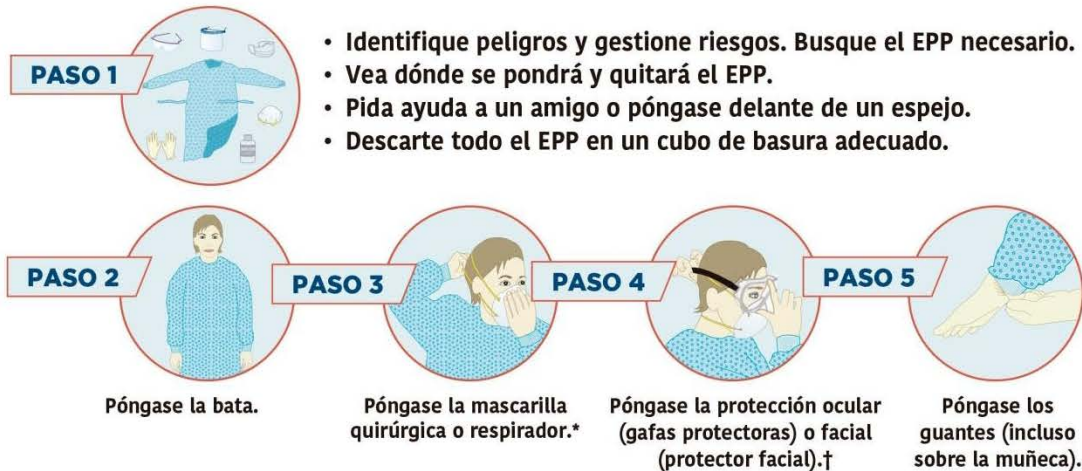 PASO 1
• Identifique peligros y gestione riesgos. Busque el EPP necesario.
• Vea dónde se pondrá y quitará el EPP.
• Pida ayuda a un amigo o póngase delante de un espejo.
• Descarte todo el EPP en un cubo de basura adecuado.
PASO 2
Póngase la bata.
PASO 3
Póngase la mascarilla
quirúrgica o respirador.*
PASO 4
Póngase la protección ocular
(gafas protectoras) o facial
(protector facial).†
PASO 5
Póngase los
guantes (incluso
sobre la muñeca).